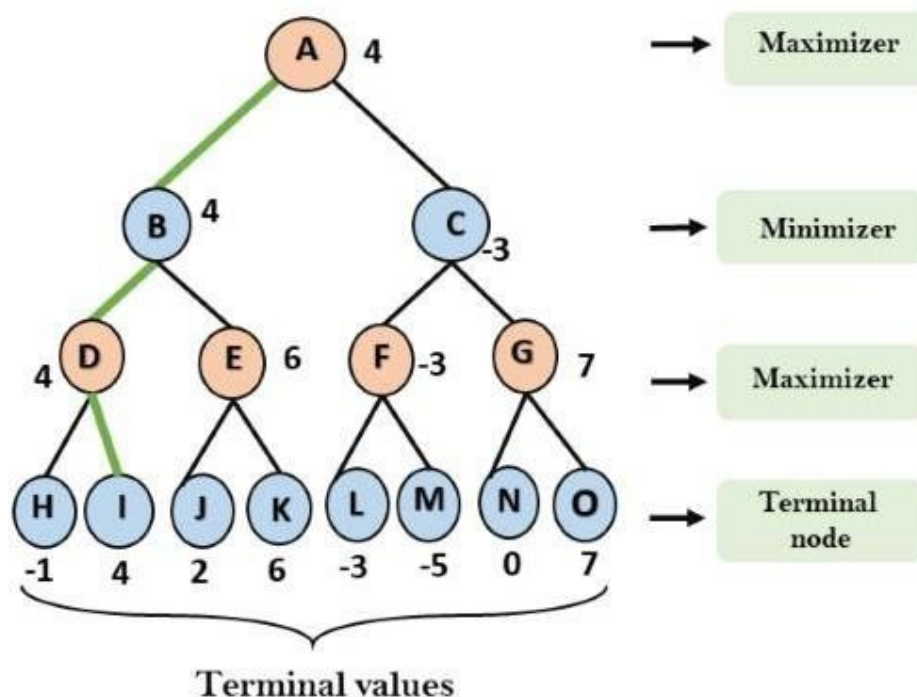 A 4
Maximizer
B 4
C -3
Minimizer
D 4
E 6
F -3
G 7
Maximizer
H I J K L M N O
Terminal
node
-1 4 2 6 -3 -5 0 7
Terminal values